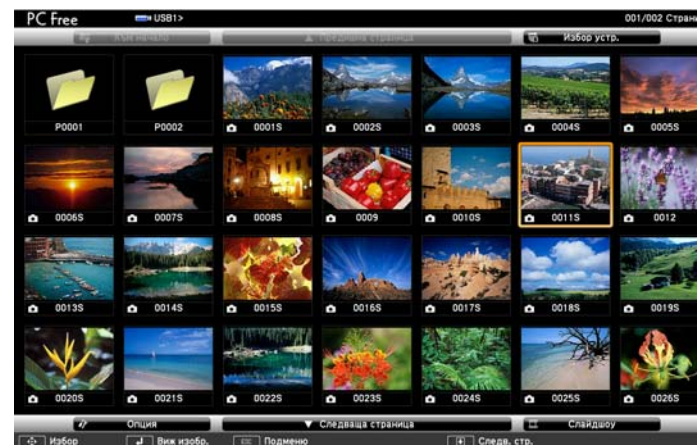 PC Free USB1> 001/002 Страни
Към начало ▲ Предишна страница Избор устр.
P0001 P0002 0001S 0002S 0003S 0004S 0005S
0006S 0007S 0008S 0009 0010S 0011S 0012
0013S 0014S 0015S 0016S 0017S 0018S 0019S
0020S 0021S 0022S 0023S 0024S 0025S 0026S
Опция ▼ Следваща страница Слайдшоу
Избор Виж изобр. ESC Подменю Следв. стр.